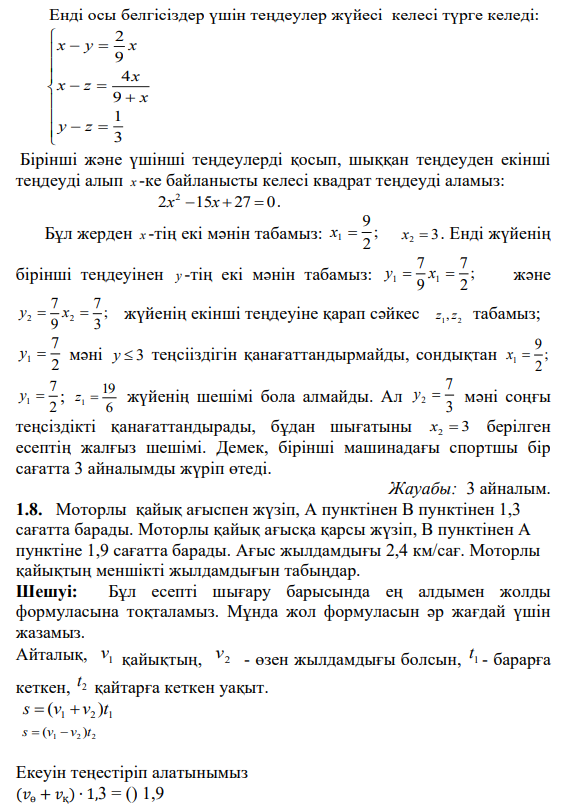 Енді осы белгісіздер үшін теңдеулер жүйесі келесі түрге келеді:
x − y = 2/9 x
x − z = 4x/(9 + x)
y − z = 1/3
Бірінші және үшінші теңдеулерді қосып, шыққан теңдеуден екінші
теңдеуді алып x-ке байланысты келесі квадрат теңдеуді аламыз:
2x² −15x + 27 = 0.
Бұл жерден x-тің екі мәнін табамыз: x₁ = 9/2; x₂ = 3. Енді жүйенің
бірінші теңдеуінен y-тің екі мәнін табамыз: y₁ = 7/9 x₁ = 7/2; және
y₂ = 7/9 x₂ = 7/3; жүйенің екінші теңдеуіне қарап сәйкес z₁, z₂ табамыз;
y₁ = 7/2 мәні y ≤ 3 теңсіздігін қанағаттандырмайды, сондықтан x₁ = 9/2;
y₁ = 7/2; z₁ = 19/6 жүйенің шешімі бола алмайды. Ал y₂ = 7/3 мәні соңғы
теңсіздікті қанағаттандырады, бұдан шығатыны x₂ = 3 берілген
есептің жалғыз шешімі. Демек, бірінші машинадағы спортшы бір
сағатта 3 айналымды жүріп өтеді.
Жауабы: 3 айналым.
1.8. Моторлы қайық ағыспен жүзіп, А пунктінен В пунктінен 1,3
сағатта барады. Моторлы қайық ағысқа қарсы жүзіп, В пунктінен А
пунктіне 1,9 сағатта барады. Ағыс жылдамдығы 2,4 км/сағ. Моторлы
қайықтың меншікті жылдамдығын табыңдар.
Шешуі: Бұл есепті шығару барысында ең алдымен жолды
формуласына тоқталамыз. Мұнда жол формуласын әр жағдай үшін
жазамыз.
Айталық, v₁ қайықтың, v₂ - өзен жылдамдығы болсын, t₁ - барарға
кеткен, t₂ қайтарға кеткен уақыт.
s = (v₁ + v₂)t₁
s = (v₁ − v₂)t₂
Екеуін теңестіріп алатынымыз
(vө + vқ) ∙ 1,3 = () 1,9